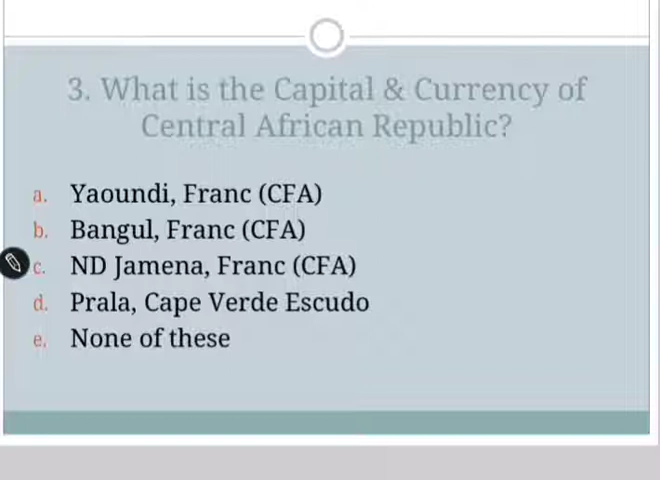 3. What is the Capital & Currency of
Central African Republic?
a. Yaoundi, Franc (CFA)
b. Bangul, Franc (CFA)
c. ND Jamena, Franc (CFA)
d. Prala, Cape Verde Escudo
e. None of these